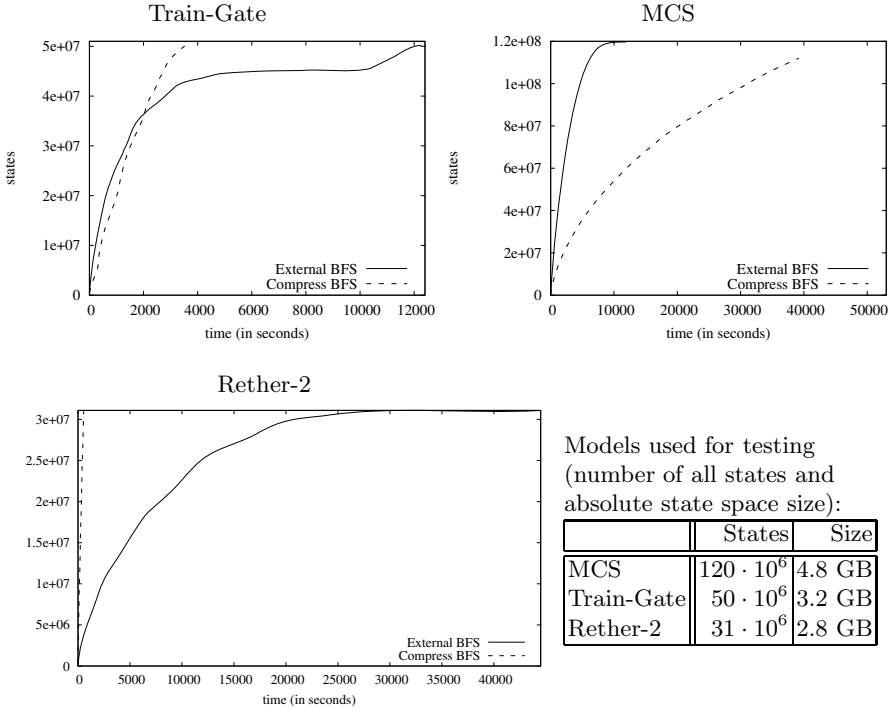 Train-Gate
5e+07
4e+07
3e+07
2e+07
1e+07
0
states
0 2000 4000 6000 8000 10000 12000
time (in seconds)
External BFS
Compress BFS
MCS
1.2e+08
1e+08
8e+07
6e+07
4e+07
2e+07
0
states
0 10000 20000 30000 40000 50000
time (in seconds)
External BFS
Compress BFS
Rether-2
3e+07
2.5e+07
2e+07
1.5e+07
1e+07
5e+06
0
0 5000 10000 15000 20000 25000 30000 35000 40000
time (in seconds)
External BFS
Compress BFS
Models used for testing
(number of all states and
absolute state space size):
States Size
MCS 120 · 10⁶ 4.8 GB
Train-Gate 50 · 10⁶ 3.2 GB
Rether-2 31 · 10⁶ 2.8 GB